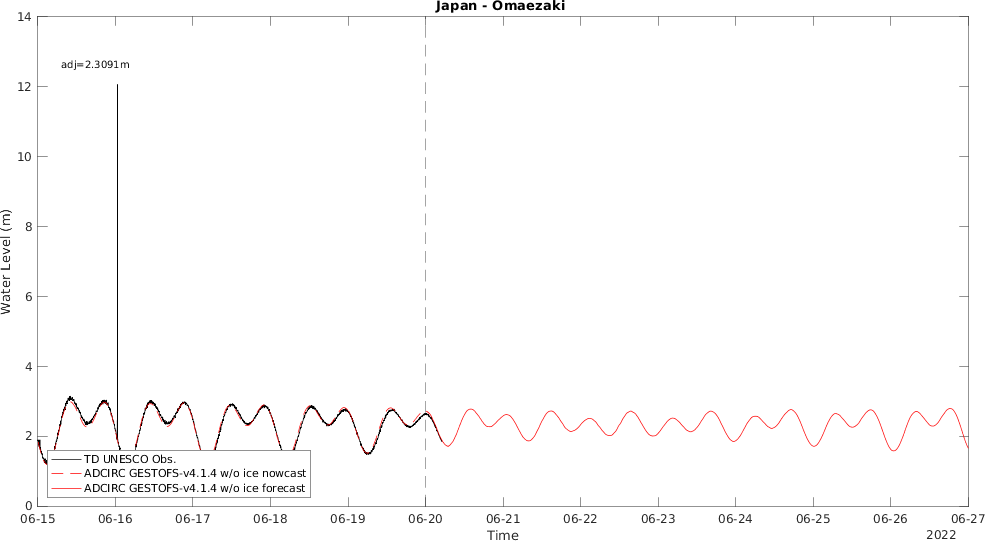 Japan - Omaezaki
14
12
10
8
6
4
2
0
Water Level (m)
adj=2.3091m
TD UNESCO Obs.
ADCIRC GESTOFS-v4.1.4 w/o ice nowcast
ADCIRC GESTOFS-v4.1.4 w/o ice forecast
06-15 06-16 06-17 06-18 06-19 06-20 06-21 06-22 06-23 06-24 06-25 06-26 06-27
Time
2022